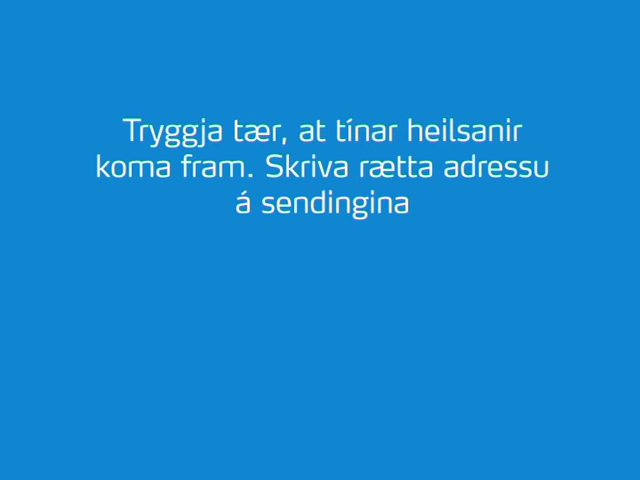 Tryggja tær, at tínar heilsanir
koma fram. Skriva rætta adressu
á sendingina